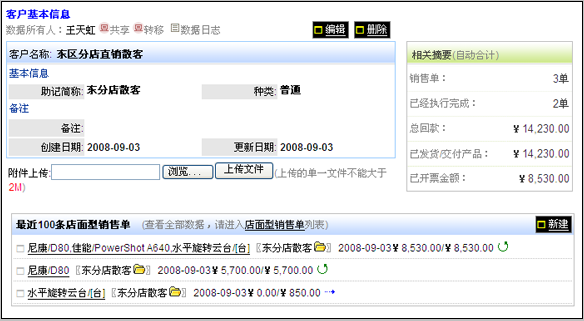 客户基本信息
数据所有人：王天虹 共享 转移 数据日志 编辑 删除
客户名称: 东区分店直销散客
基本信息
助记简称: 东分店散客 种类: 普通
备注
备注:
创建日期: 2008-09-03 更新日期: 2008-09-03
附件上传: 浏览... 上传文件 (上传的单一文件不能大于
2M)
相关摘要(自动合计)
销售单： 3单
已经执行完成： 2单
总回款： ¥ 14,230.00
已发货/交付产品： ¥ 14,230.00
已开票金额： ¥ 8,530.00
最近100条店面型销售单 (查看全部数据，请进入店面型销售单列表) 新建
尼康/D80,佳能/PowerShot A640,水平旋转云台/[台] 〖东分店散客〗 2008-09-03¥ 8,530.00/¥ 8,530.00
尼康/D80 〖东分店散客〗 2008-09-03¥ 5,700.00/¥ 5,700.00
水平旋转云台/[台] 〖东分店散客〗 2008-09-03¥ 0.00/¥ 850.00